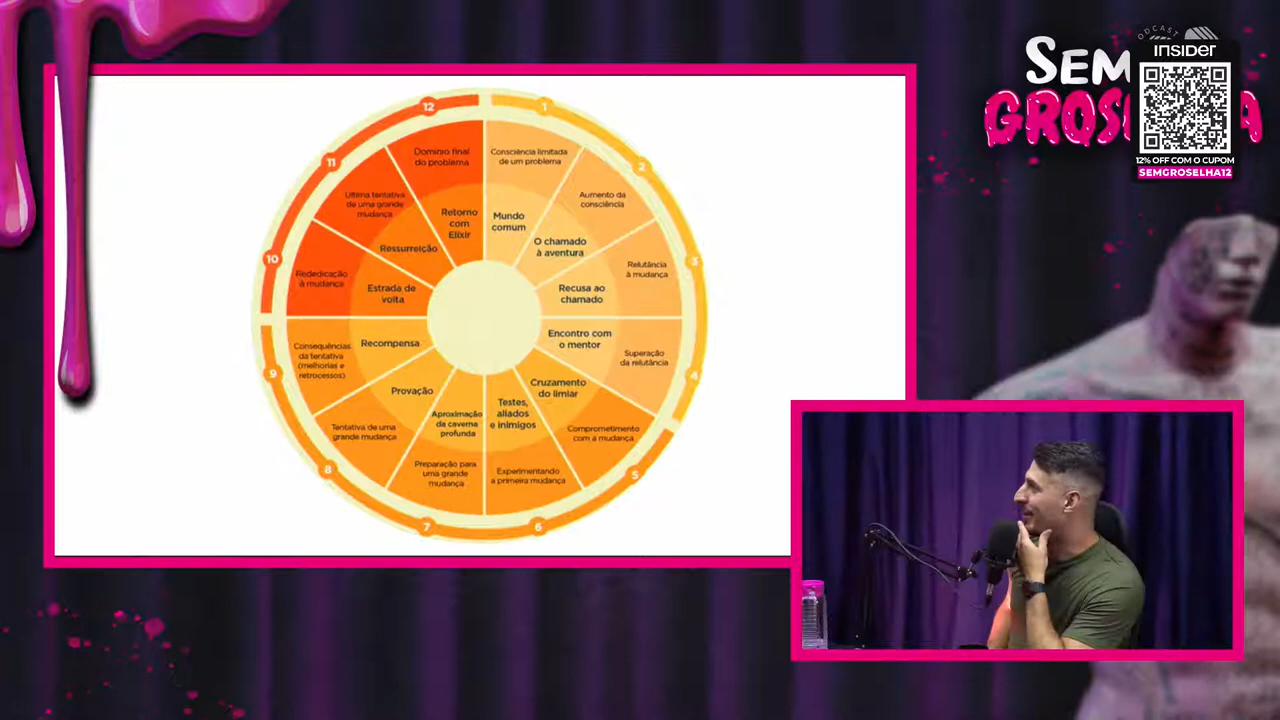 SEM
GROSELHA
PODCAST
INSIDER
12% OFF COM O CUPOM
SEMGROSELHA12
12
1
11
2
10
3
9
4
8
5
7
6
Domínio final
do problema
Consciência limitada
de um problema
Última tentativa
de uma grande
mudança
Aumento da
consciência
Retorno
com
Elixir
Mundo
comum
Ressurreição
O chamado
à aventura
Rededicação
à mudança
Relutância
à mudança
Estrada de
volta
Recusa ao
chamado
Consequências
da tentativa
(melhorias e
retrocessos)
Recompensa
Encontro com
o mentor
Superação
da relutância
Provação
Cruzamento
do limiar
Aproximação
da caverna
profunda
Testes,
aliados
e inimigos
Tentativa de uma
grande mudança
Comprometimento
com a mudança
Preparação para
uma grande
mudança
Experimentando
a primeira mudança